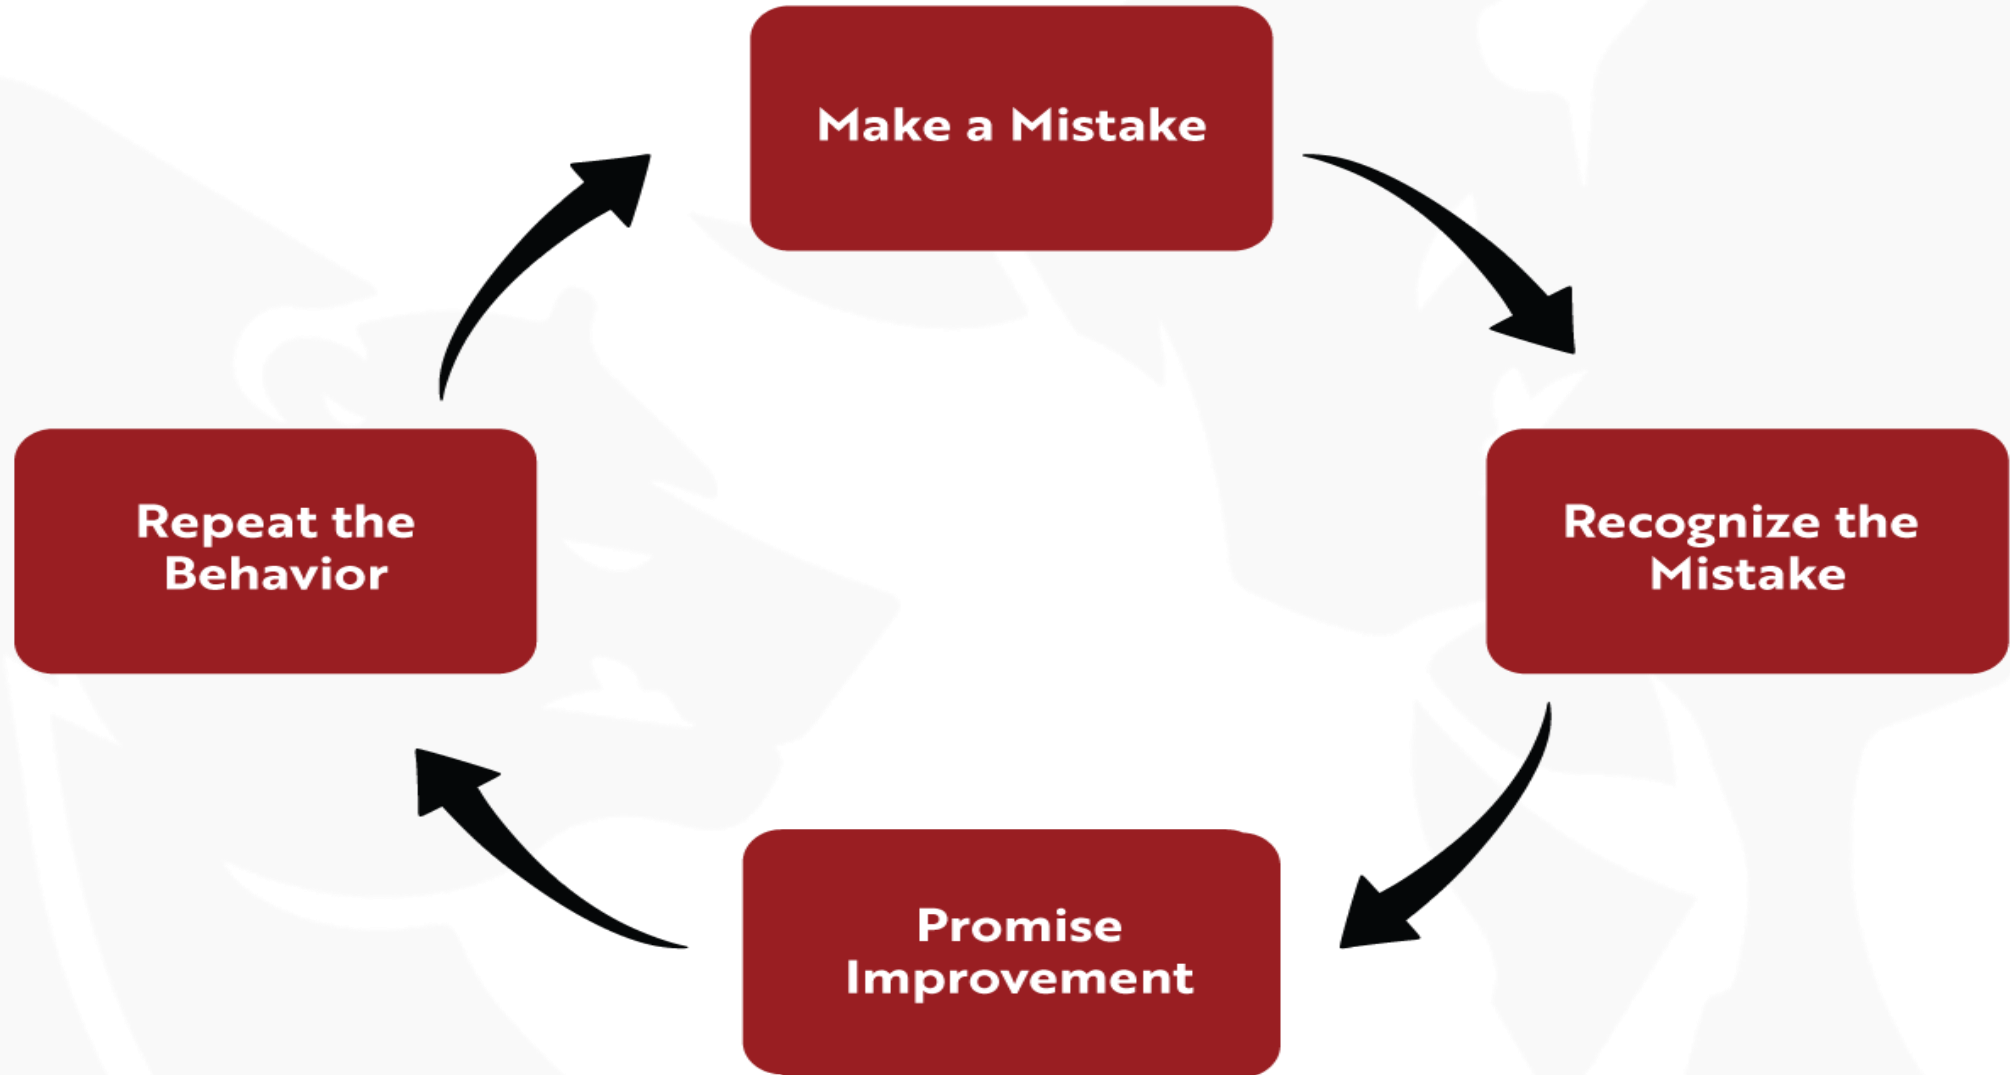 Make a Mistake
Recognize the
Mistake
Promise
Improvement
Repeat the
Behavior